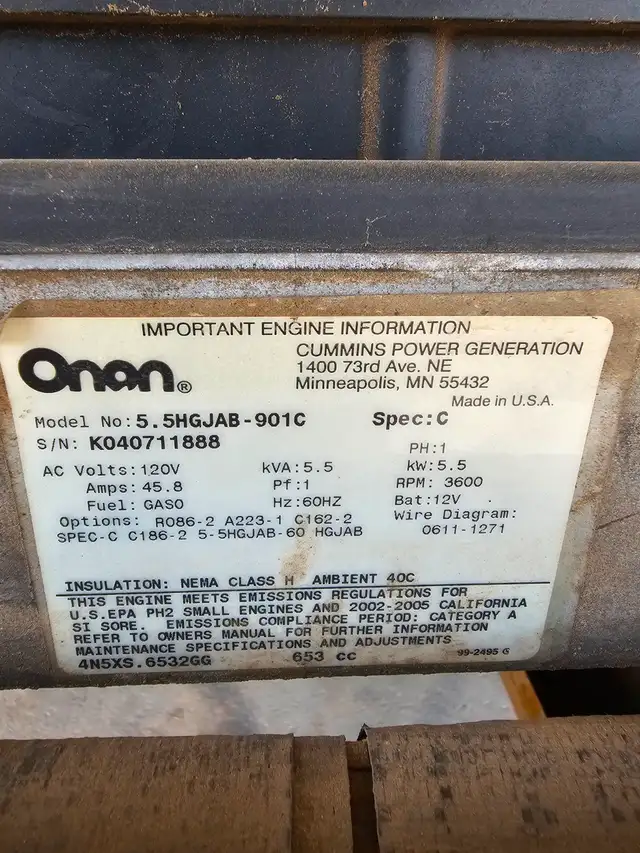 IMPORTANT ENGINE INFORMATION
Onan®
CUMMINS POWER GENERATION
1400 73rd Ave. NE
Minneapolis, MN 55432
Made in U.S.A.
Model No:5.5HGJAB-901C Spec:C
S/N: K040711888
PH:1
AC Volts:120V kVA:5.5 kW:5.5
Amps:45.8 Pf:1 RPM: 3600
Fuel: GASO Hz:60HZ Bat:12V
Options: R086-2 A223-1 C162-2 Wire Diagram:
SPEC-C C186-2 5-5HGJAB-60 HGJAB 0611-1271
INSULATION: NEMA CLASS H AMBIENT 40C
THIS ENGINE MEETS EMISSIONS REGULATIONS FOR
U.S.EPA PH2 SMALL ENGINES AND 2002-2005 CALIFORNIA
SI SORE. EMISSIONS COMPLIANCE PERIOD: CATEGORY A
REFER TO OWNERS MANUAL FOR FURTHER INFORMATION
MAINTENANCE SPECIFICATIONS AND ADJUSTMENTS
4N5XS.6532GG 653 cc 99-2495 G